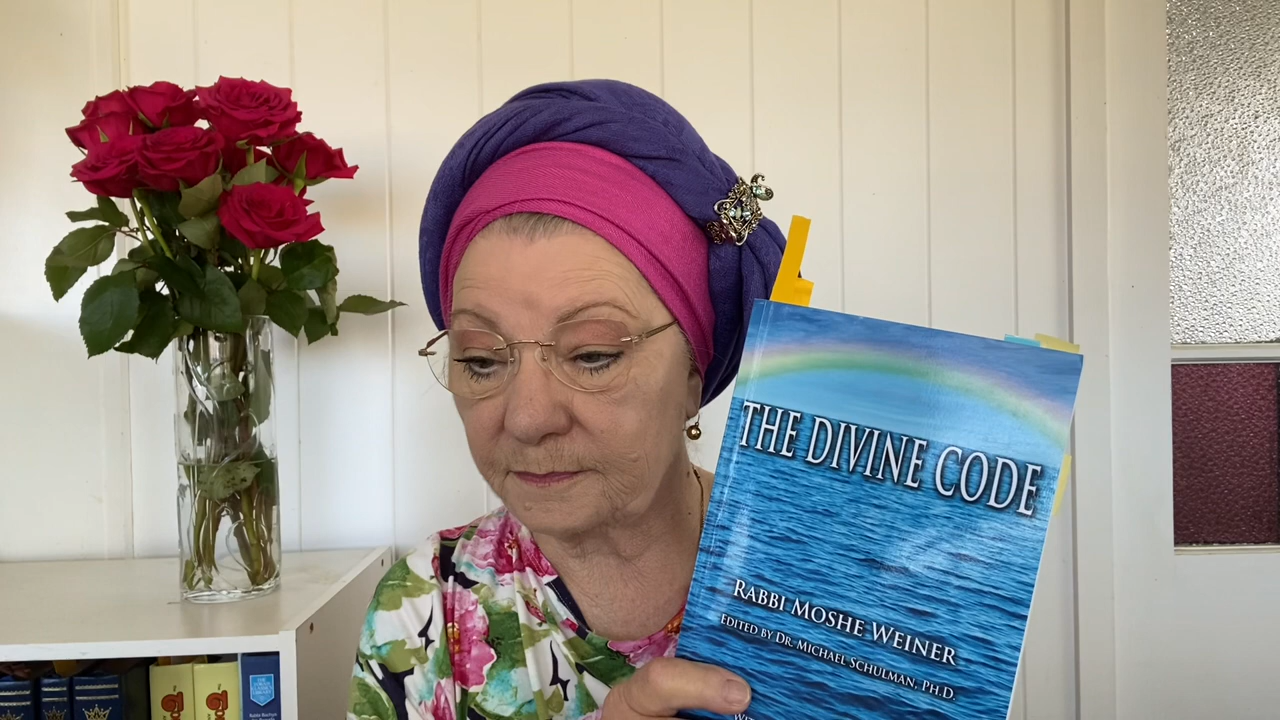 THE DIVINE CODE
RABBI MOSHE WEINER
EDITED BY DR. MICHAEL SCHULMAN, PH.D.